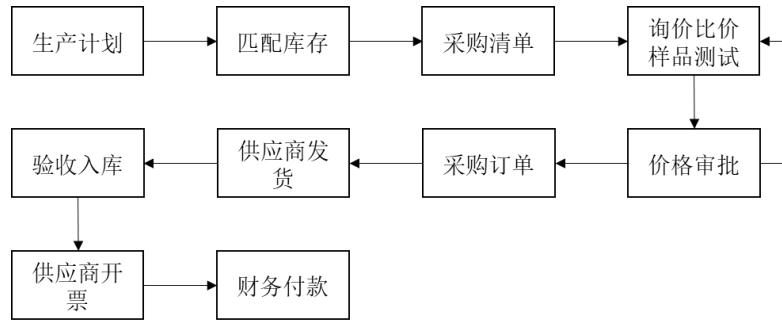 生产计划
匹配库存
采购清单
询价比价
样品测试
验收入库
供应商发
货
采购订单
价格审批
供应商开
票
财务付款